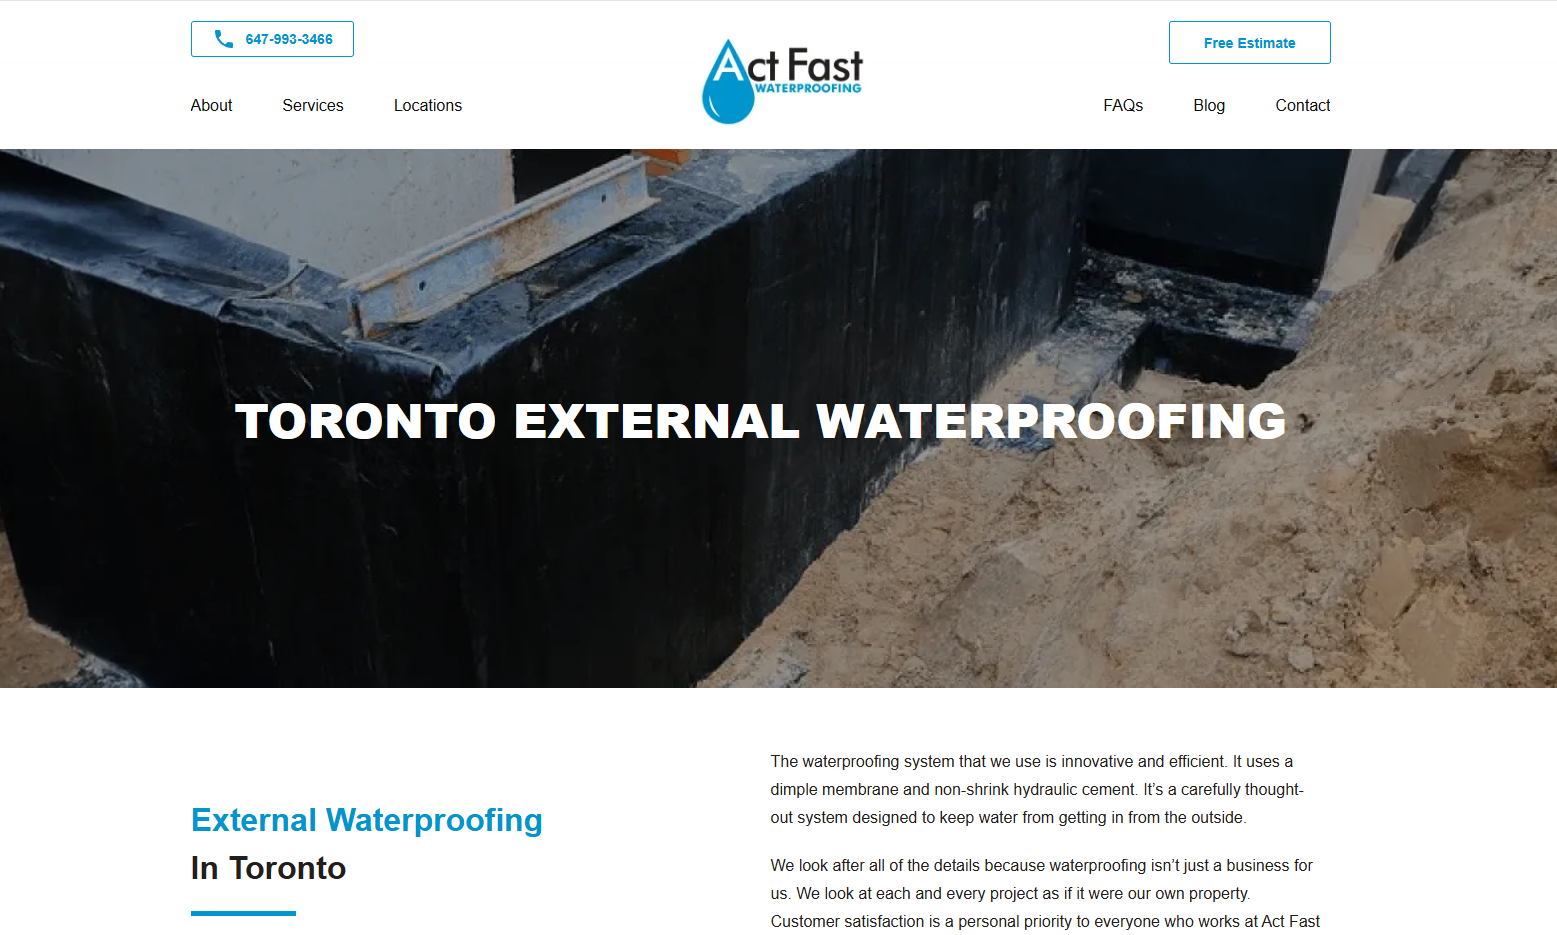 647-993-3466
Free Estimate
Act Fast
WATERPROOFING
About
Services
Locations
FAQs
Blog
Contact
TORONTO EXTERNAL WATERPROOFING
External Waterproofing
In Toronto
The waterproofing system that we use is innovative and efficient. It uses a
dimple membrane and non-shrink hydraulic cement. It’s a carefully thought-
out system designed to keep water from getting in from the outside.
We look after all of the details because waterproofing isn’t just a business for
us. We look at each and every project as if it were our own property.
Customer satisfaction is a personal priority to everyone who works at Act Fast